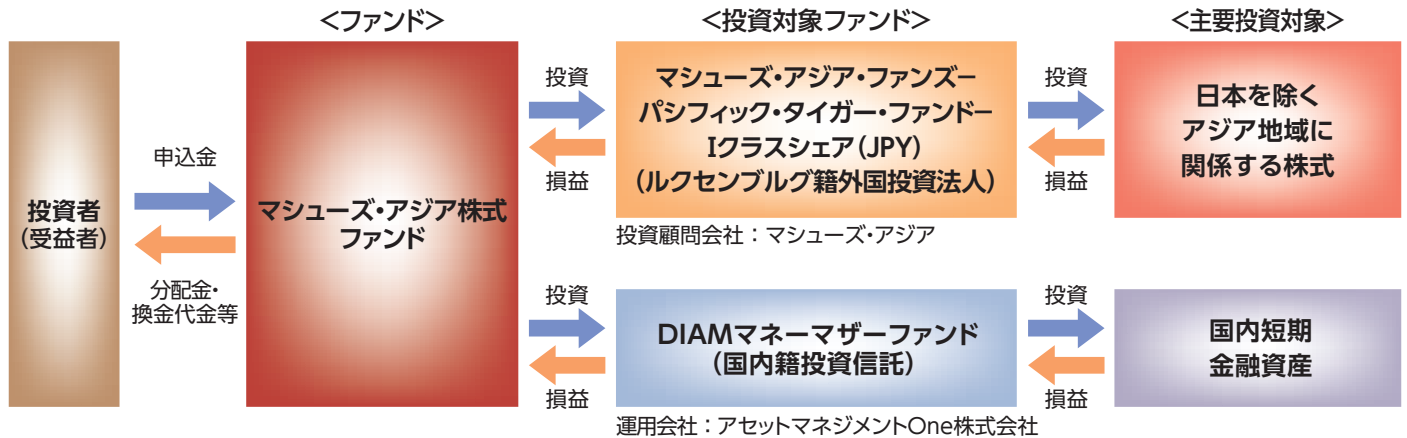 <ファンド>
<投資対象ファンド>
<主要投資対象>
投資者
(受益者)
申込金
分配金・
換金代金等
マシューズ・アジア株式
ファンド
投資
損益
マシューズ・アジア・ファンズ−
パシフィック・タイガー・ファンド−
Iクラスシェア(JPY)
(ルクセンブルグ籍外国投資法人)
投資顧問会社:マシューズ・アジア
投資
損益
日本を除く
アジア地域に
関係する株式
投資
損益
DIAMマネーマザーファンド
(国内籍投資信託)
運用会社:アセットマネジメントOne株式会社
投資
損益
国内短期
金融資産